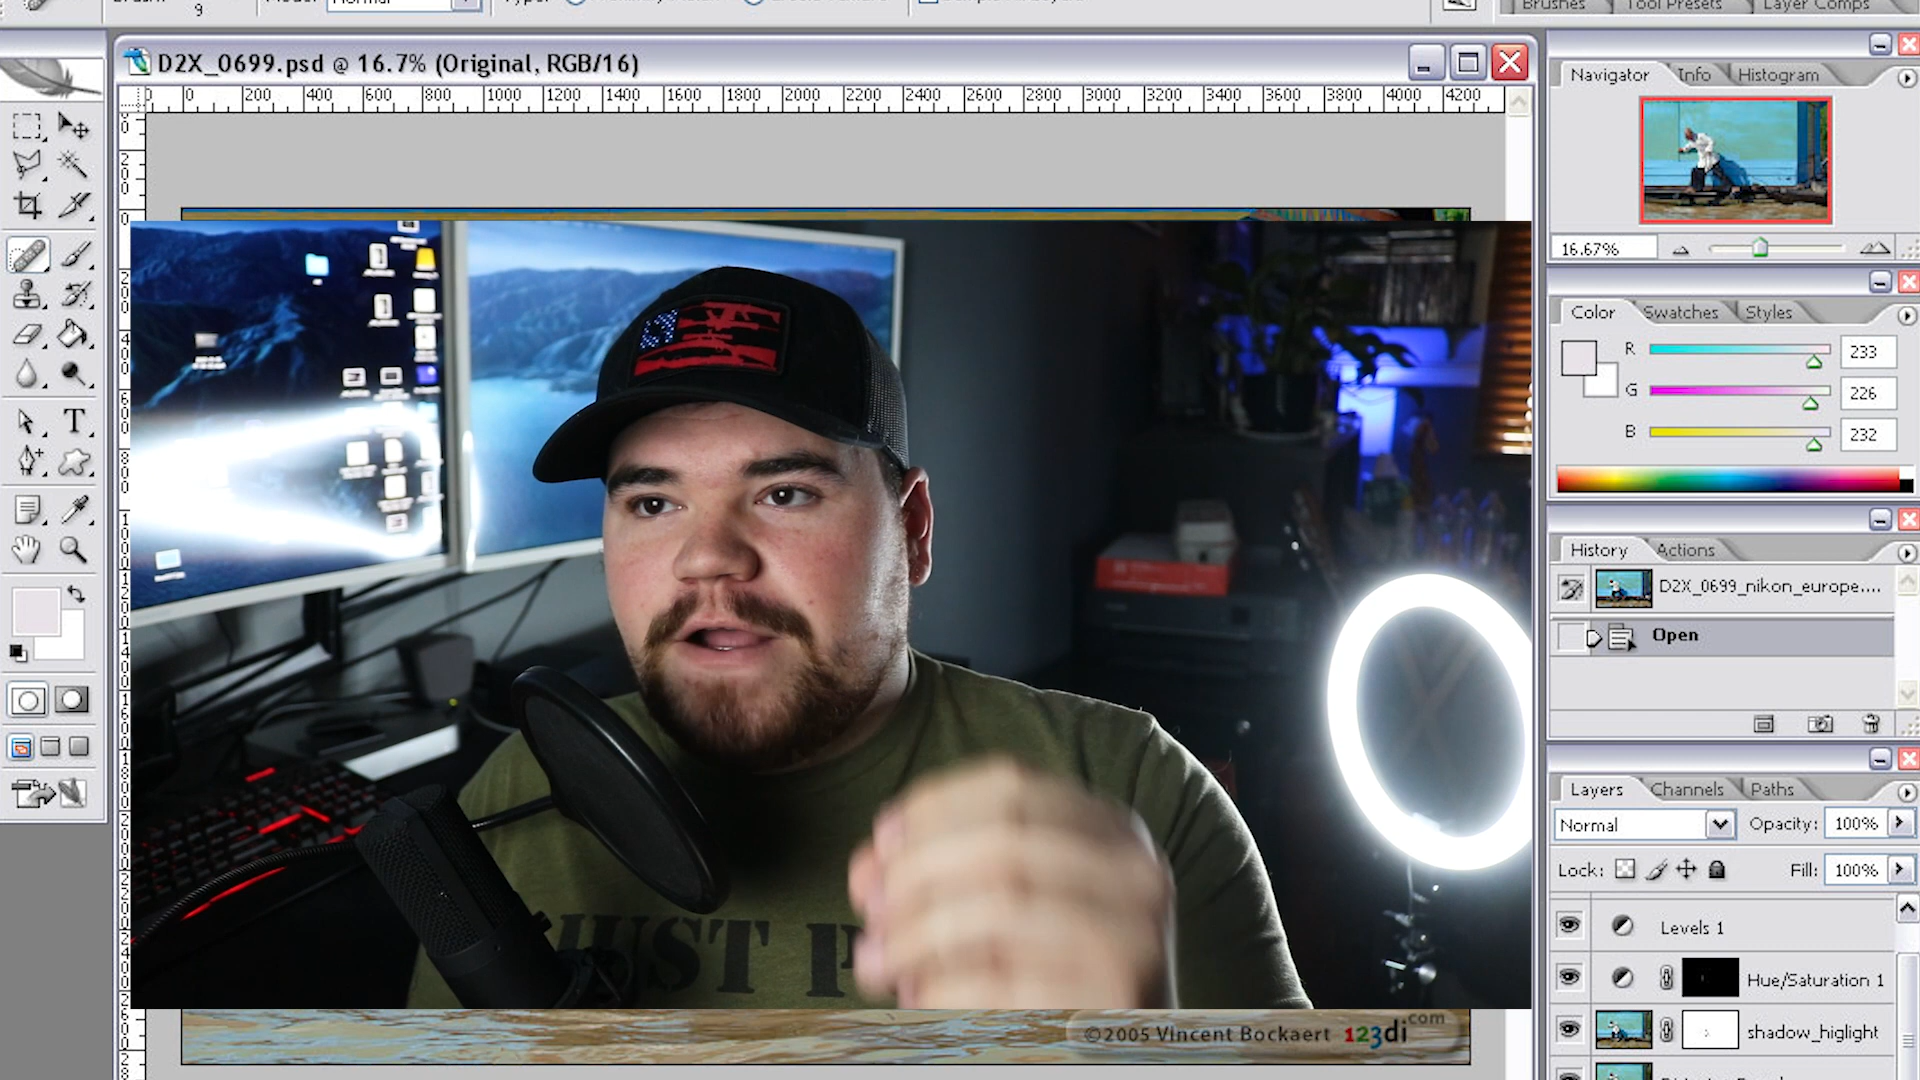 Brushes Tool Presets Layer Comps
9
Normal
D2X_0699.psd @ 16.7% (Original, RGB/16)
0 200 400 600 800 1000 1200 1400 1600 1800 2000 2200 2400 2600 2800 3000 3200 3400 3600 3800 4000 4200
Navigator Info Histogram
16.67%
Color Swatches Styles
R 233
G 226
B 232
History Actions
D2X_0699_nikon_europe....
Open
Layers Channels Paths
Normal Opacity: 100%
Lock: Fill: 100%
Levels 1
Hue/Saturation 1
shadow_higlight
T
JUST P
©2005 Vincent Bockaert 123di.com